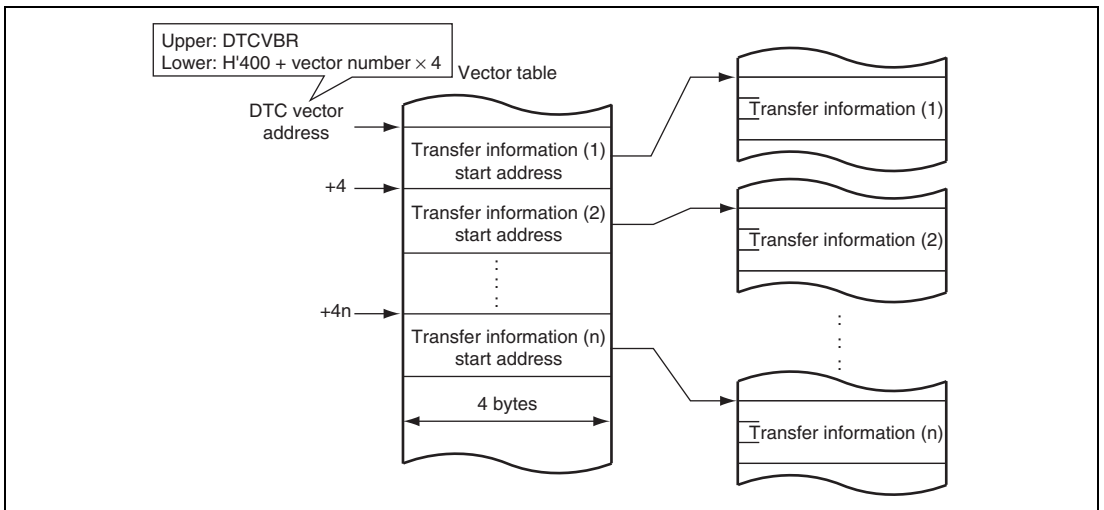 Upper: DTCVBR
Lower: H'400 + vector number × 4
Vector table
DTC vector
address
Transfer information (1)
start address
+4
Transfer information (2)
start address
+4n
Transfer information (n)
start address
4 bytes
Transfer information (1)
Transfer information (2)
Transfer information (n)